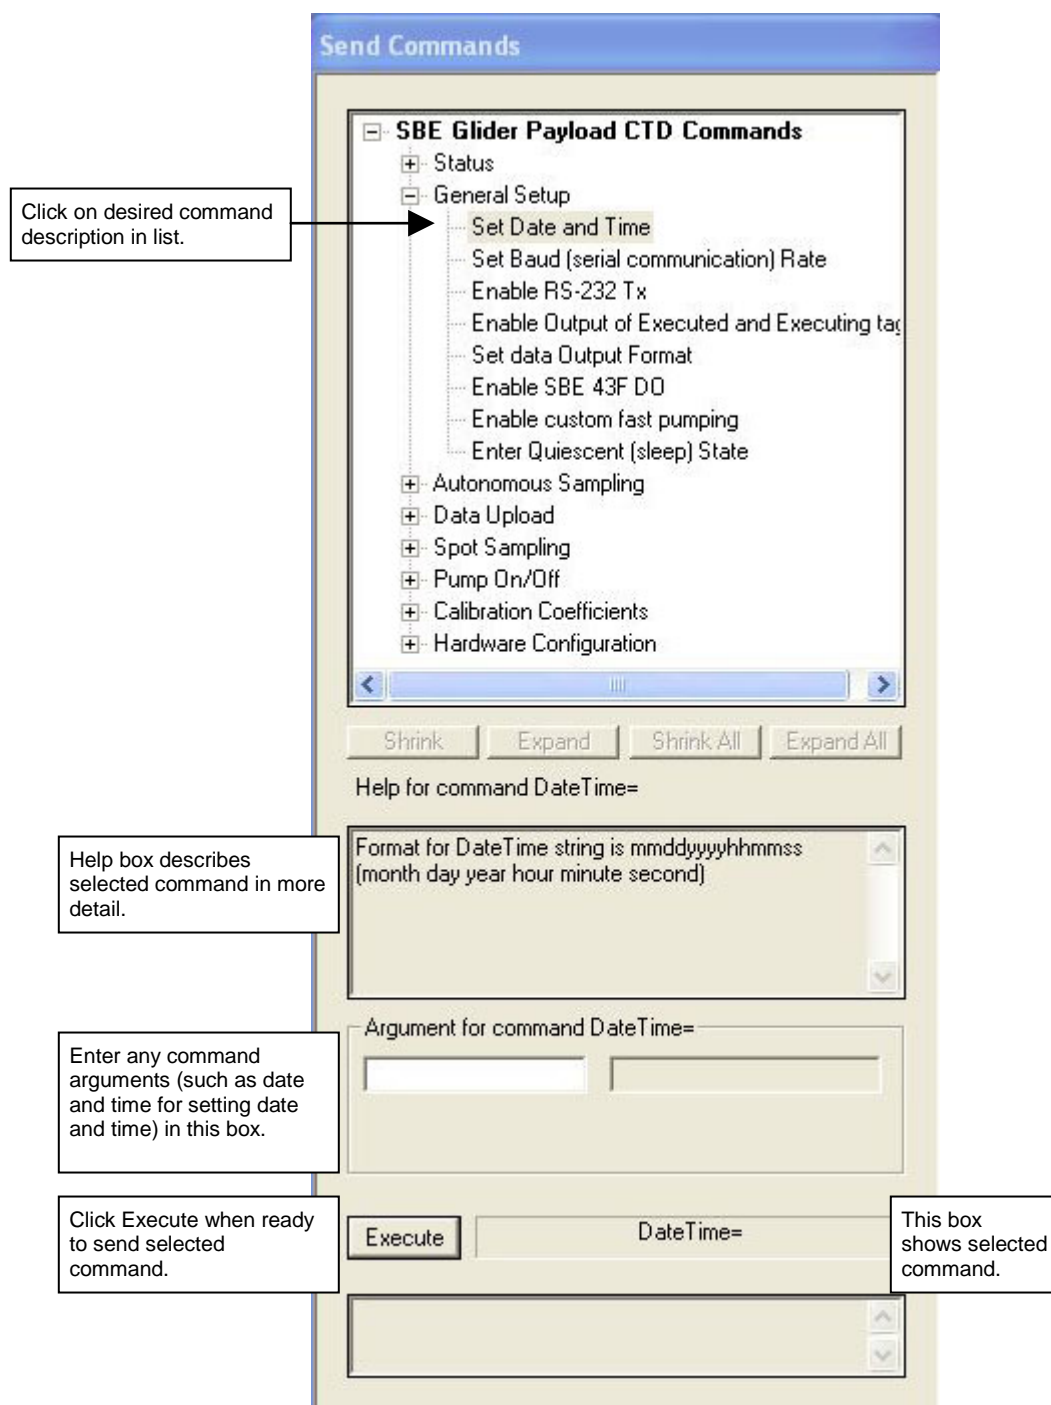 Send Commands
SBE Glider Payload CTD Commands
Status
General Setup
Click on desired command
description in list.
Set Date and Time
Set Baud (serial communication) Rate
Enable RS-232 Tx
Enable Output of Executed and Executing tag
Set data Output Format
Enable SBE 43F DO
Enable custom fast pumping
Enter Quiescent (sleep) State
Autonomous Sampling
Data Upload
Spot Sampling
Pump On/Off
Calibration Coefficients
Hardware Configuration
Shrink Expand Shrink All Expand All
Help for command DateTime=
Help box describes
selected command in more
detail.
Format for DateTime string is mmddyyyyhhmmss
(month day year hour minute second)
Argument for command DateTime=
Enter any command
arguments (such as date
and time for setting date
and time) in this box.
Click Execute when ready
to send selected
command.
Execute DateTime=
This box
shows selected
command.